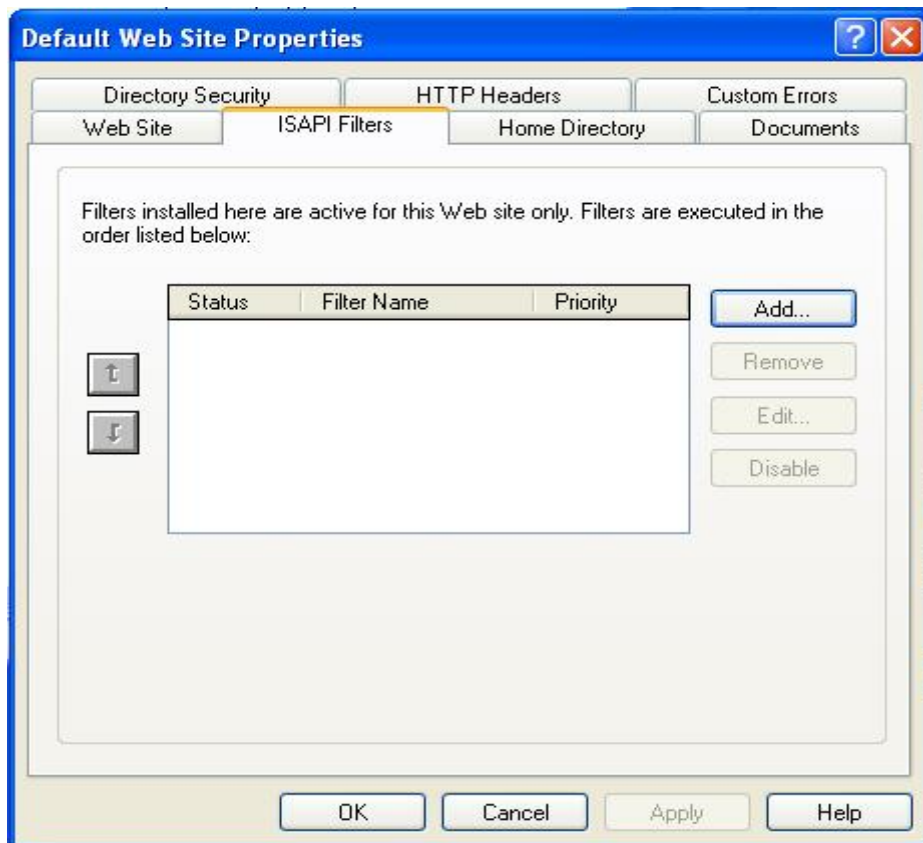 Default Web Site Properties
Directory Security HTTP Headers Custom Errors
Web Site ISAPI Filters Home Directory Documents
Filters installed here are active for this Web site only. Filters are executed in the
order listed below:
Status Filter Name Priority
Add...
Remove
Edit...
Disable
OK Cancel Apply Help